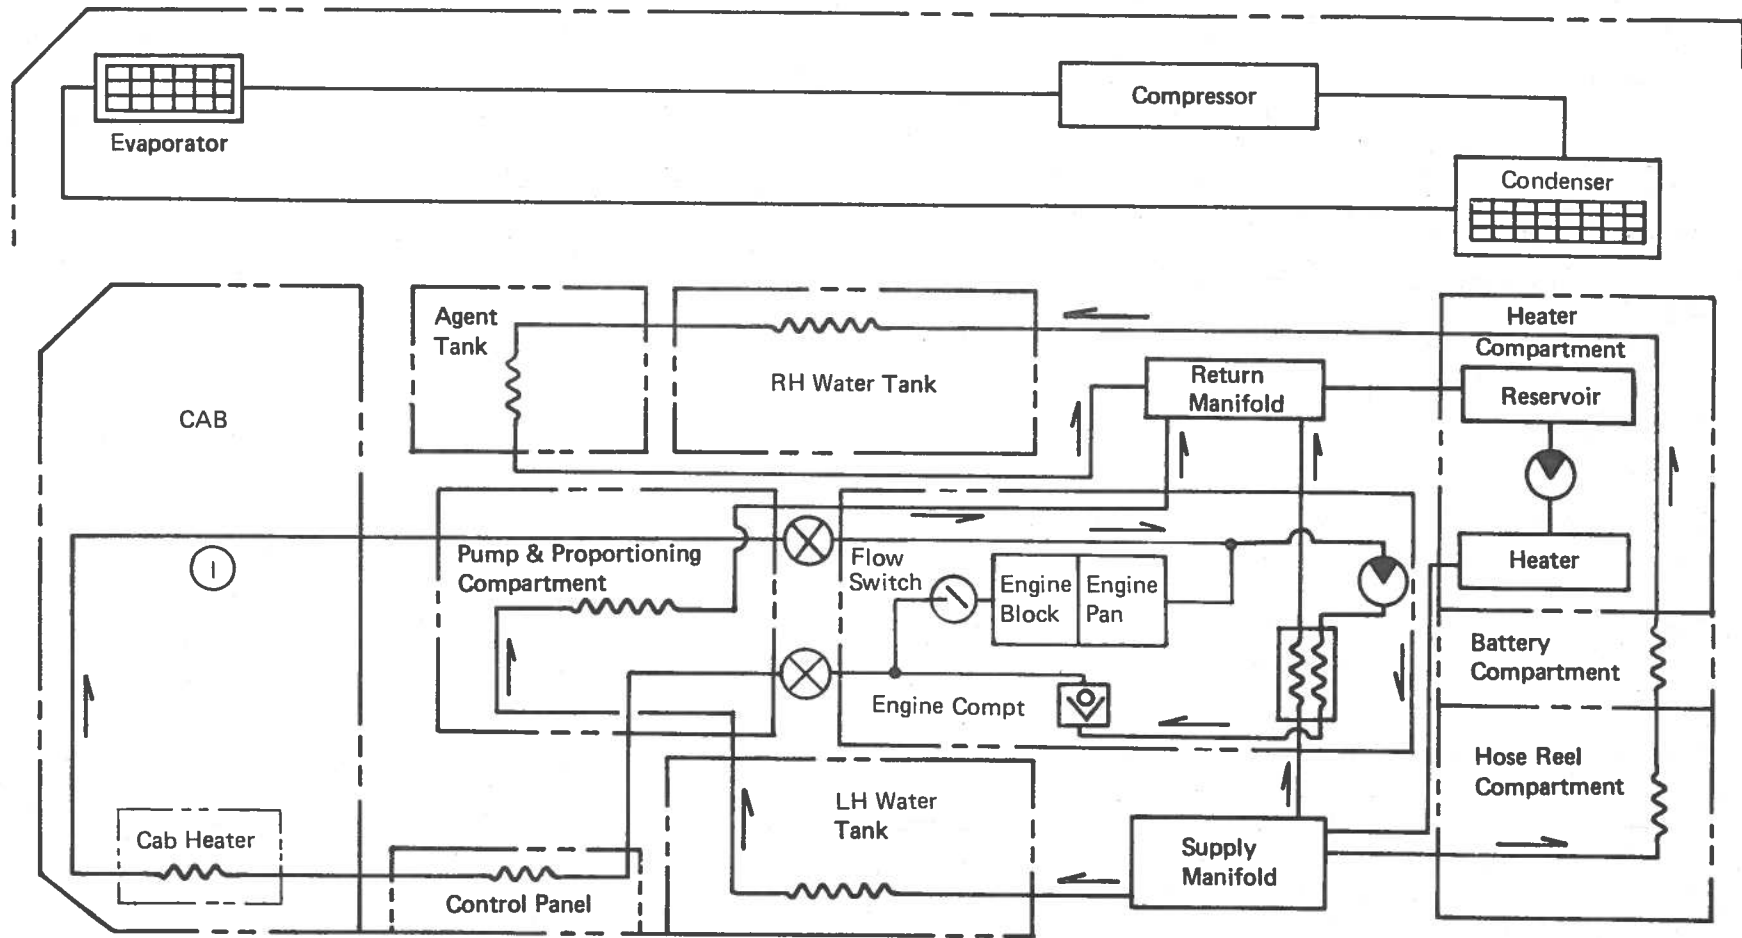 Compressor
Evaporator
Condenser
Agent
Tank
Heater
Compartment
RH Water Tank
Return
Manifold
Reservoir
CAB
I
Pump & Proportioning
Compartment
Flow
Switch
Engine
Block
Engine
Pan
Heater
Battery
Compartment
Engine Compt
Hose Reel
Compartment
LH Water
Tank
Cab Heater
Supply
Manifold
Control Panel